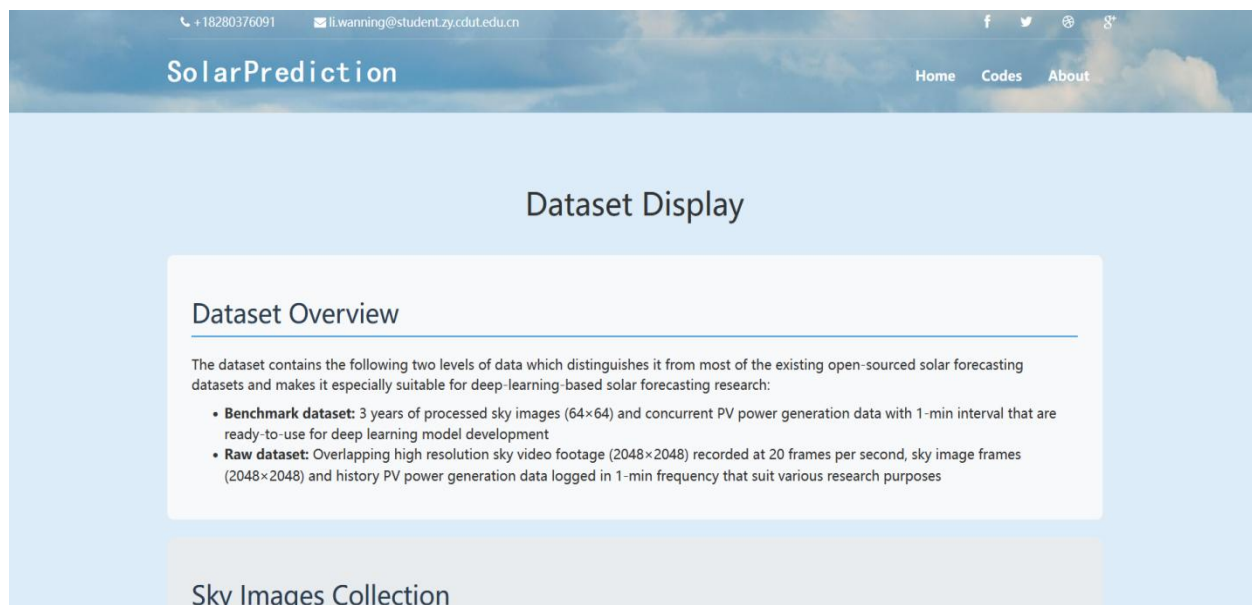 +18280376091 li.wanning@student.zy.cdut.edu.cn
SolarPrediction
Home Codes About
Dataset Display
Dataset Overview
The dataset contains the following two levels of data which distinguishes it from most of the existing open-sourced solar forecasting
datasets and makes it especially suitable for deep-learning-based solar forecasting research:
• Benchmark dataset: 3 years of processed sky images (64×64) and concurrent PV power generation data with 1-min interval that are
ready-to-use for deep learning model development
• Raw dataset: Overlapping high resolution sky video footage (2048×2048) recorded at 20 frames per second, sky image frames
(2048×2048) and history PV power generation data logged in 1-min frequency that suit various research purposes
Sky Images Collection